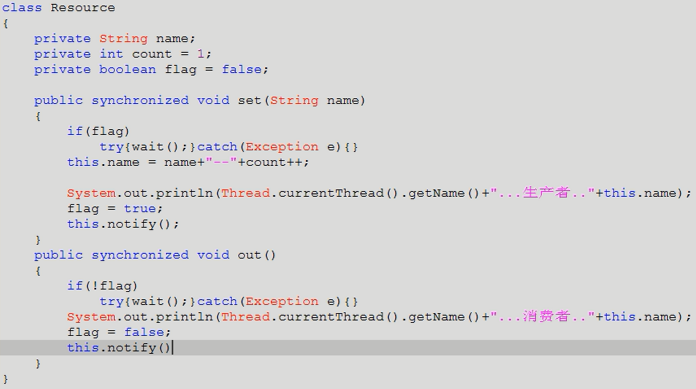 class Resource
{
    private String name;
    private int count = 1;
    private boolean flag = false;
    public synchronized void set(String name)
    {
        if(flag)
            try{wait();}catch(Exception e){}
        this.name = name+"--"+count++;
        System.out.println(Thread.currentThread().getName()+"...生产者.."+this.name);
        flag = true;
        this.notify();
    }
    public synchronized void out()
    {
        if(!flag)
            try{wait();}catch(Exception e){}
        System.out.println(Thread.currentThread().getName()+"...消费者.."+this.name);
        flag = false;
        this.notify()
    }
}